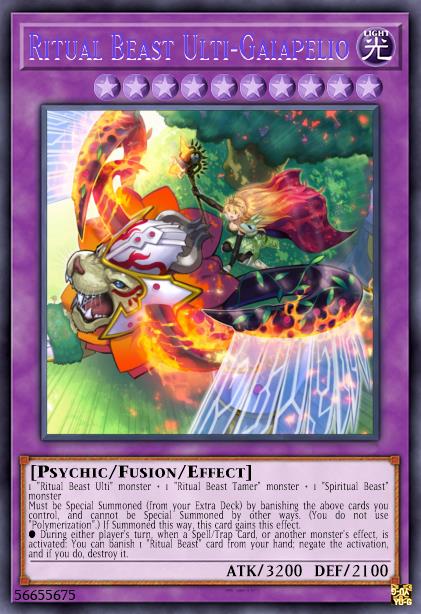 Ritual Beast Ulti-Gaiapelio
LIGHT
光
[Psychic/Fusion/Effect]
1 "Ritual Beast Ulti" monster + 1 "Ritual Beast Tamer" monster + 1 "Spiritual Beast"
monster
Must be Special Summoned (from your Extra Deck) by banishing the above cards you
control, and cannot be Special Summoned by other ways. (You do not use
"Polymerization".) If Summoned this way, this card gains this effect.
● During either player's turn, when a Spell/Trap Card, or another monster's effect, is
activated: You can banish 1 "Ritual Beast" card from your hand; negate the activation,
and if you do, destroy it.
ATK/3200 DEF/2100
56655675